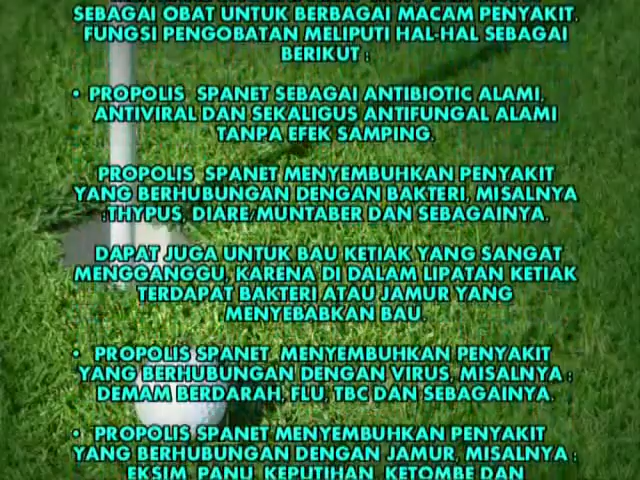 SEBAGAI OBAT UNTUK BERBAGAI MACAM PENYAKIT.
FUNGSI PENGOBATAN MELIPUTI HAL-HAL SEBAGAI
BERIKUT :
• PROPOLIS SPANET SEBAGAI ANTIBIOTIC ALAMI,
ANTIVIRAL DAN SEKALIGUS ANTIFUNGAL ALAMI
TANPA EFEK SAMPING.
PROPOLIS SPANET MENYEMBUHKAN PENYAKIT
YANG BERHUBUNGAN DENGAN BAKTERI, MISALNYA
:THYPUS, DIARE/MUNTABER DAN SEBAGAINYA.
DAPAT JUGA UNTUK BAU KETIAK YANG SANGAT
MENGGANGGU, KARENA DI DALAM LIPATAN KETIAK
TERDAPAT BAKTERI ATAU JAMUR YANG
MENYEBABKAN BAU.
• PROPOLIS SPANET MENYEMBUHKAN PENYAKIT
YANG BERHUBUNGAN DENGAN VIRUS, MISALNYA :
DEMAM BERDARAH, FLU, TBC DAN SEBAGAINYA.
• PROPOLIS SPANET MENYEMBUHKAN PENYAKIT
YANG BERHUBUNGAN DENGAN JAMUR, MISALNYA :
EKSIM, PANU, KEPUTIHAN, KETOMBE DAN